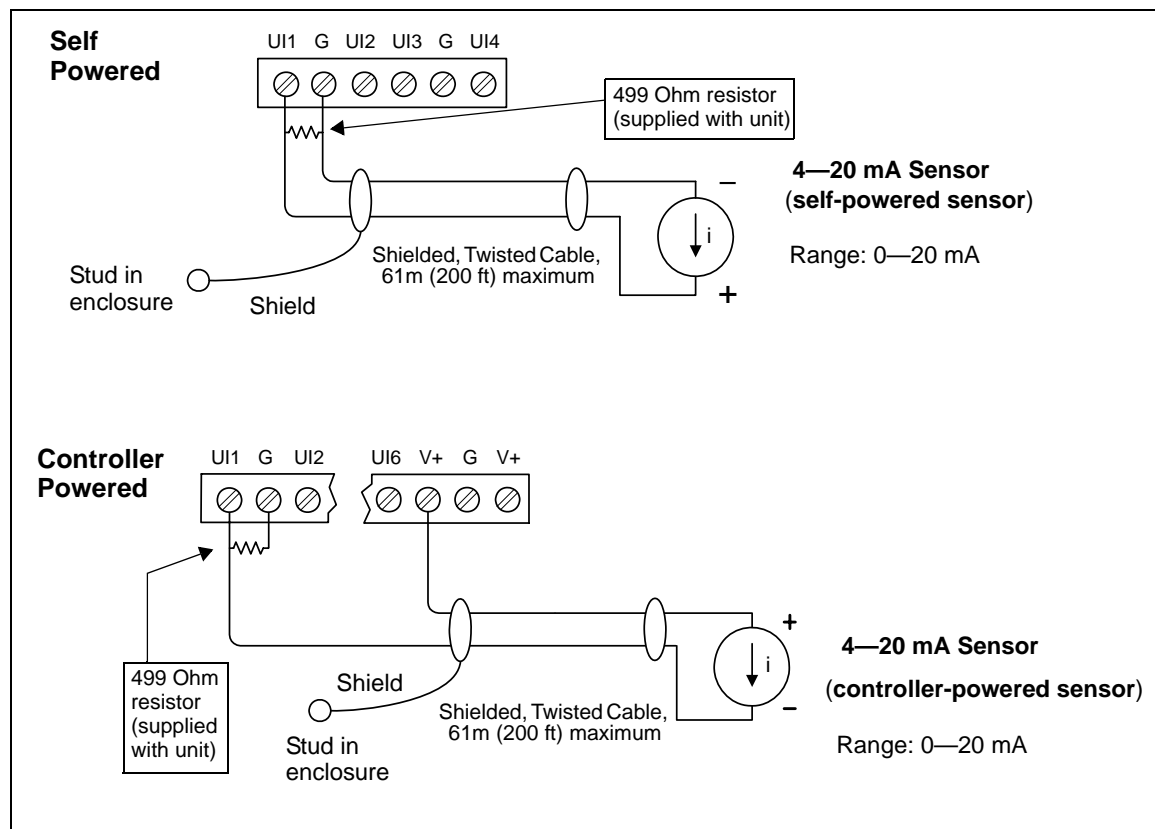 Self
Powered
UI1 G UI2 UI3 G UI4
499 Ohm resistor
(supplied with unit)
4—20 mA Sensor
(self-powered sensor)
Range: 0—20 mA
–
i
+
Shielded, Twisted Cable,
61m (200 ft) maximum
Stud in
enclosure
Shield
Controller
Powered
UI1 G UI2
UI6 V+ G V+
499 Ohm
resistor
(supplied
with unit)
Shield
Stud in
enclosure
Shielded, Twisted Cable,
61m (200 ft) maximum
+
i
–
4—20 mA Sensor
(controller-powered sensor)
Range: 0—20 mA